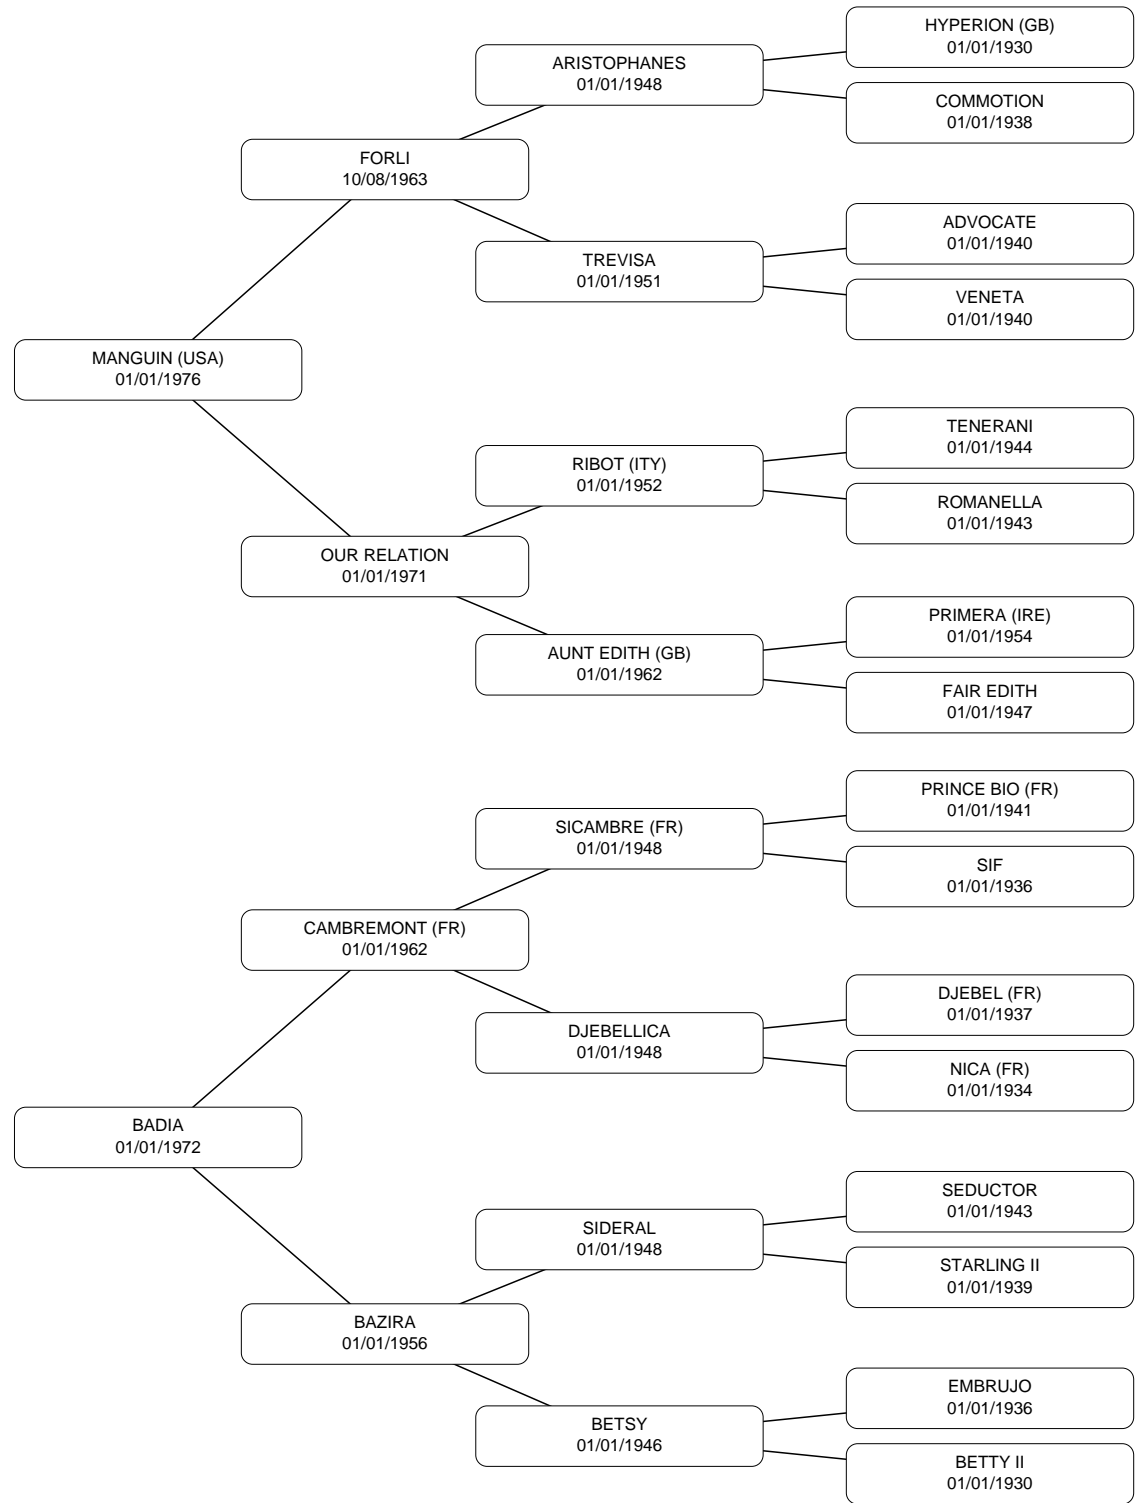 HYPERION (GB)
01/01/1930
ARISTOPHANES
01/01/1948
COMMOTION
01/01/1938
FORLI
10/08/1963
ADVOCATE
01/01/1940
TREVISA
01/01/1951
VENETA
01/01/1940
MANGUIN (USA)
01/01/1976
TENERANI
01/01/1944
RIBOT (ITY)
01/01/1952
ROMANELLA
01/01/1943
OUR RELATION
01/01/1971
PRIMERA (IRE)
01/01/1954
AUNT EDITH (GB)
01/01/1962
FAIR EDITH
01/01/1947
PRINCE BIO (FR)
01/01/1941
SICAMBRE (FR)
01/01/1948
SIF
01/01/1936
CAMBREMONT (FR)
01/01/1962
DJEBEL (FR)
01/01/1937
DJEBELLICA
01/01/1948
NICA (FR)
01/01/1934
BADIA
01/01/1972
SEDUCTOR
01/01/1943
SIDERAL
01/01/1948
STARLING II
01/01/1939
BAZIRA
01/01/1956
EMBRUJO
01/01/1936
BETSY
01/01/1946
BETTY II
01/01/1930